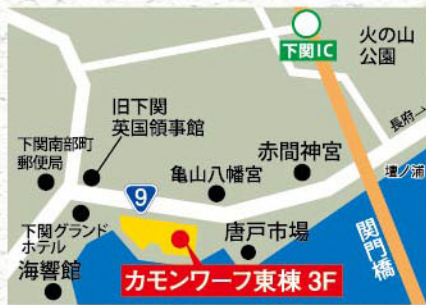 下関IC
火の山
公園
旧下関
英国領事館
長府→
下関南部町
郵便局
赤間神宮
壇ノ浦
亀山八幡宮
9
関門橋
下関グランド
ホテル
唐戸市場
海響館
カモンワーフ東棟 3F